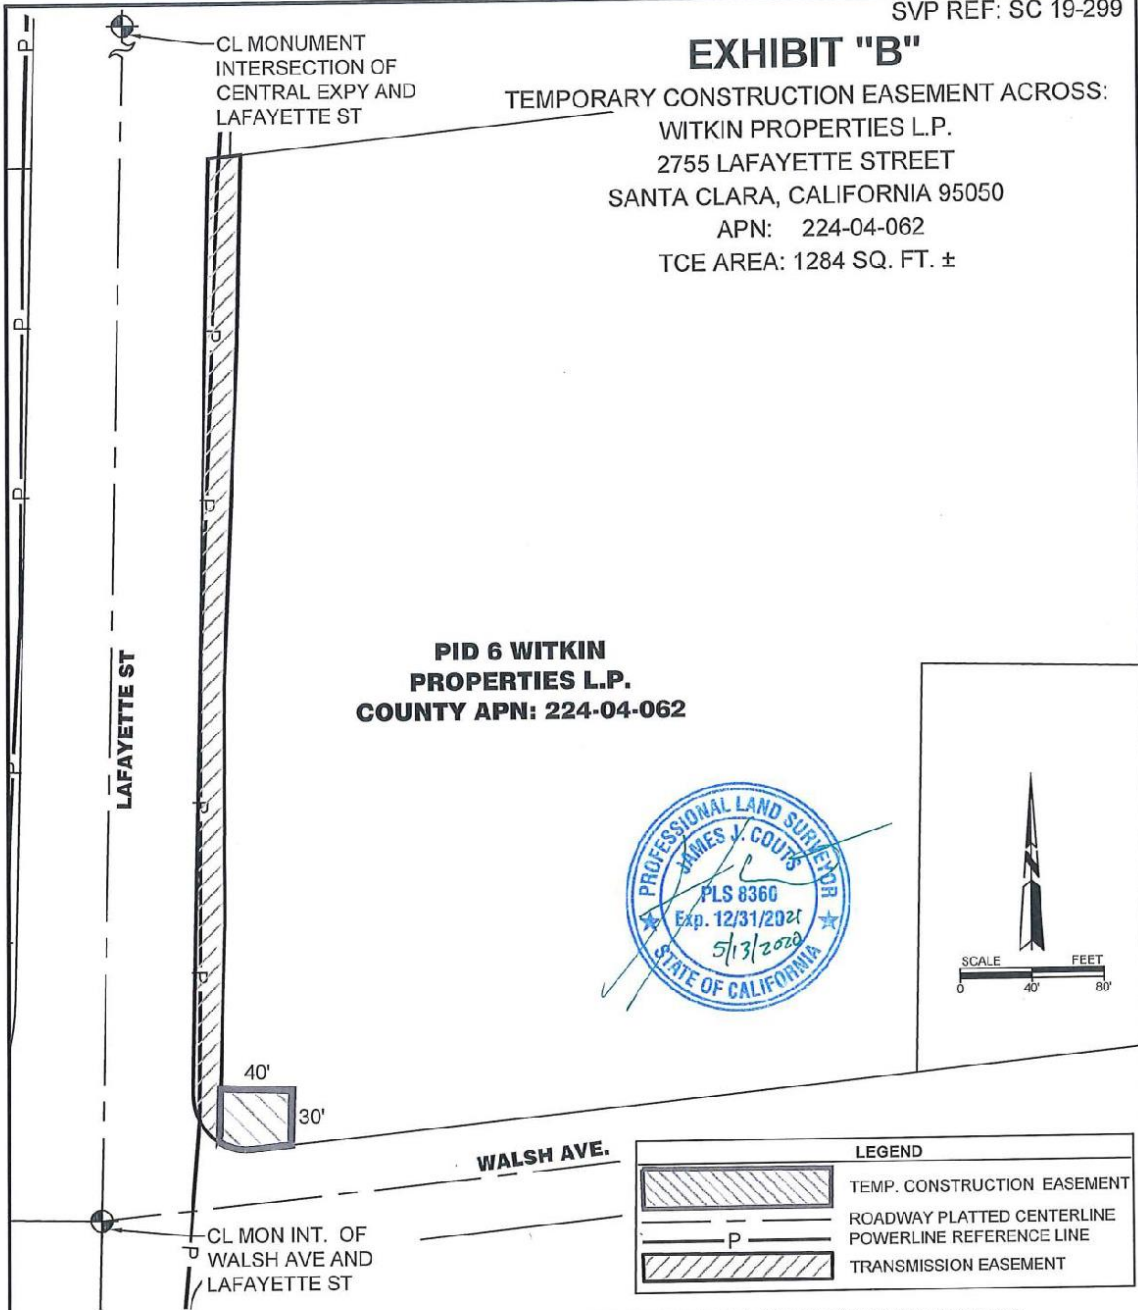 SVP REF: SC 19-299
EXHIBIT "B"
TEMPORARY CONSTRUCTION EASEMENT ACROSS:
WITKIN PROPERTIES L.P.
2755 LAFAYETTE STREET
SANTA CLARA, CALIFORNIA 95050
APN: 224-04-062
TCE AREA: 1284 SQ. FT. ±
CL MONUMENT
INTERSECTION OF
CENTRAL EXPY AND
LAFAYETTE ST
P
P
P
P
P
P
P
P
P
LAFAYETTE ST
PID 6 WITKIN
PROPERTIES L.P.
COUNTY APN: 224-04-062
PROFESSIONAL LAND SURVEYOR
JAMES J. COUTS
PLS 8360
Exp. 12/31/2021
5/13/2020
STATE OF CALIFORNIA
N
SCALE FEET
0 40' 80'
40'
30'
WALSH AVE.
CL MON INT. OF
WALSH AVE AND
LAFAYETTE ST
LEGEND
TEMP. CONSTRUCTION EASEMENT
ROADWAY PLATTED CENTERLINE
P POWERLINE REFERENCE LINE
TRANSMISSION EASEMENT